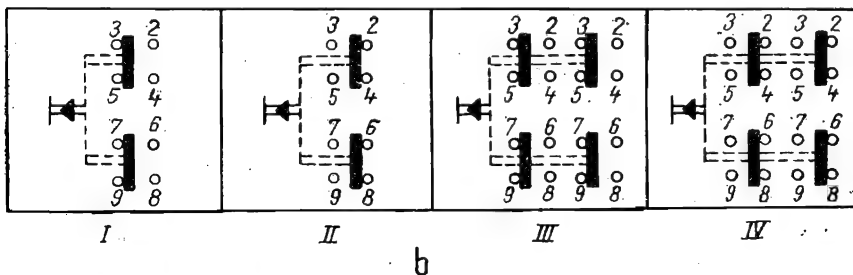 3 2 3 2 3 2 3 2 3 2 3 2
5 4 5 4 5 4 5 4 5 4 5 4
7 6 7 6 7 6 7 6 7 6 7 6
9 8 9 8 9 8 9 8 9 8 9 8
I II III IV
b